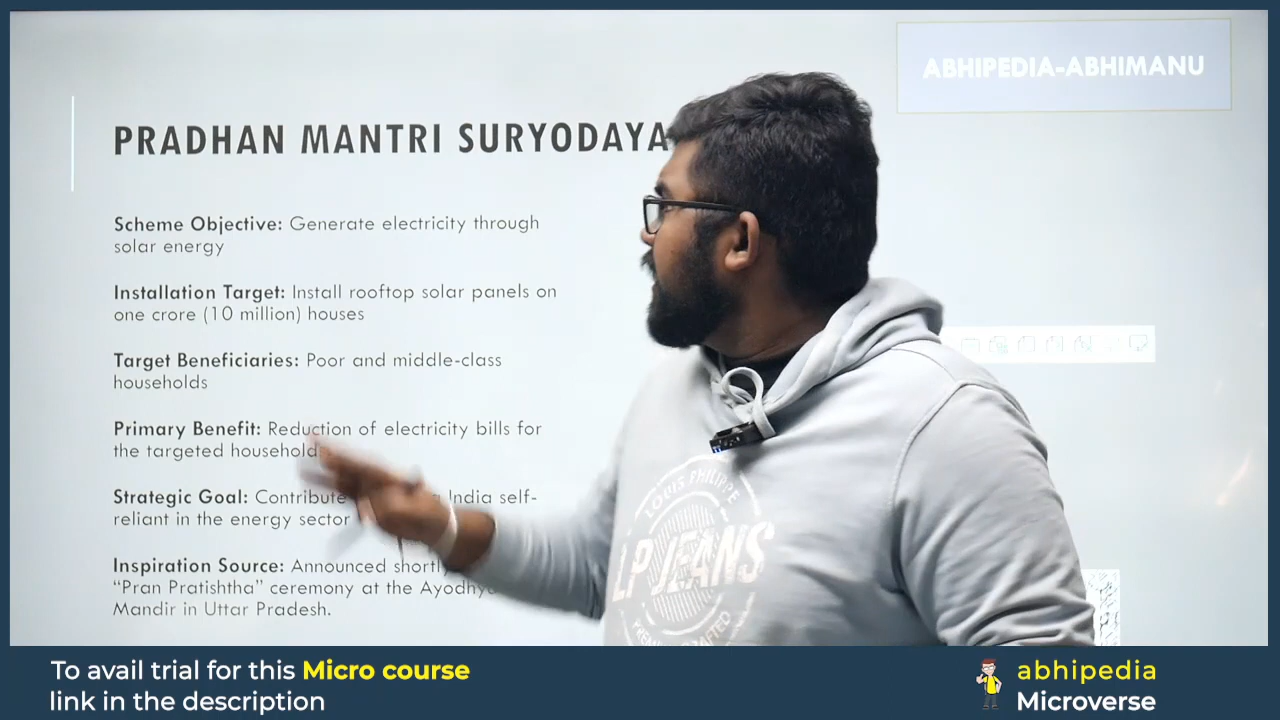 ABHIPEDIA-ABHIMANU
PRADHAN MANTRI SURYODAYA
Scheme Objective: Generate electricity through
solar energy
Installation Target: Install rooftop solar panels on
one crore (10 million) houses
Target Beneficiaries: Poor and middle-class
households
Primary Benefit: Reduction of electricity bills for
the targeted household
Strategic Goal: Contribute India self-
reliant in the energy sector
Inspiration Source: Announced shortl
“Pran Pratishtha” ceremony at the Ayodhy
Mandir in Uttar Pradesh.
LOUIS PHILIPPE
LP JEANS
To avail trial for this Micro course
link in the description
abhipedia
Microverse